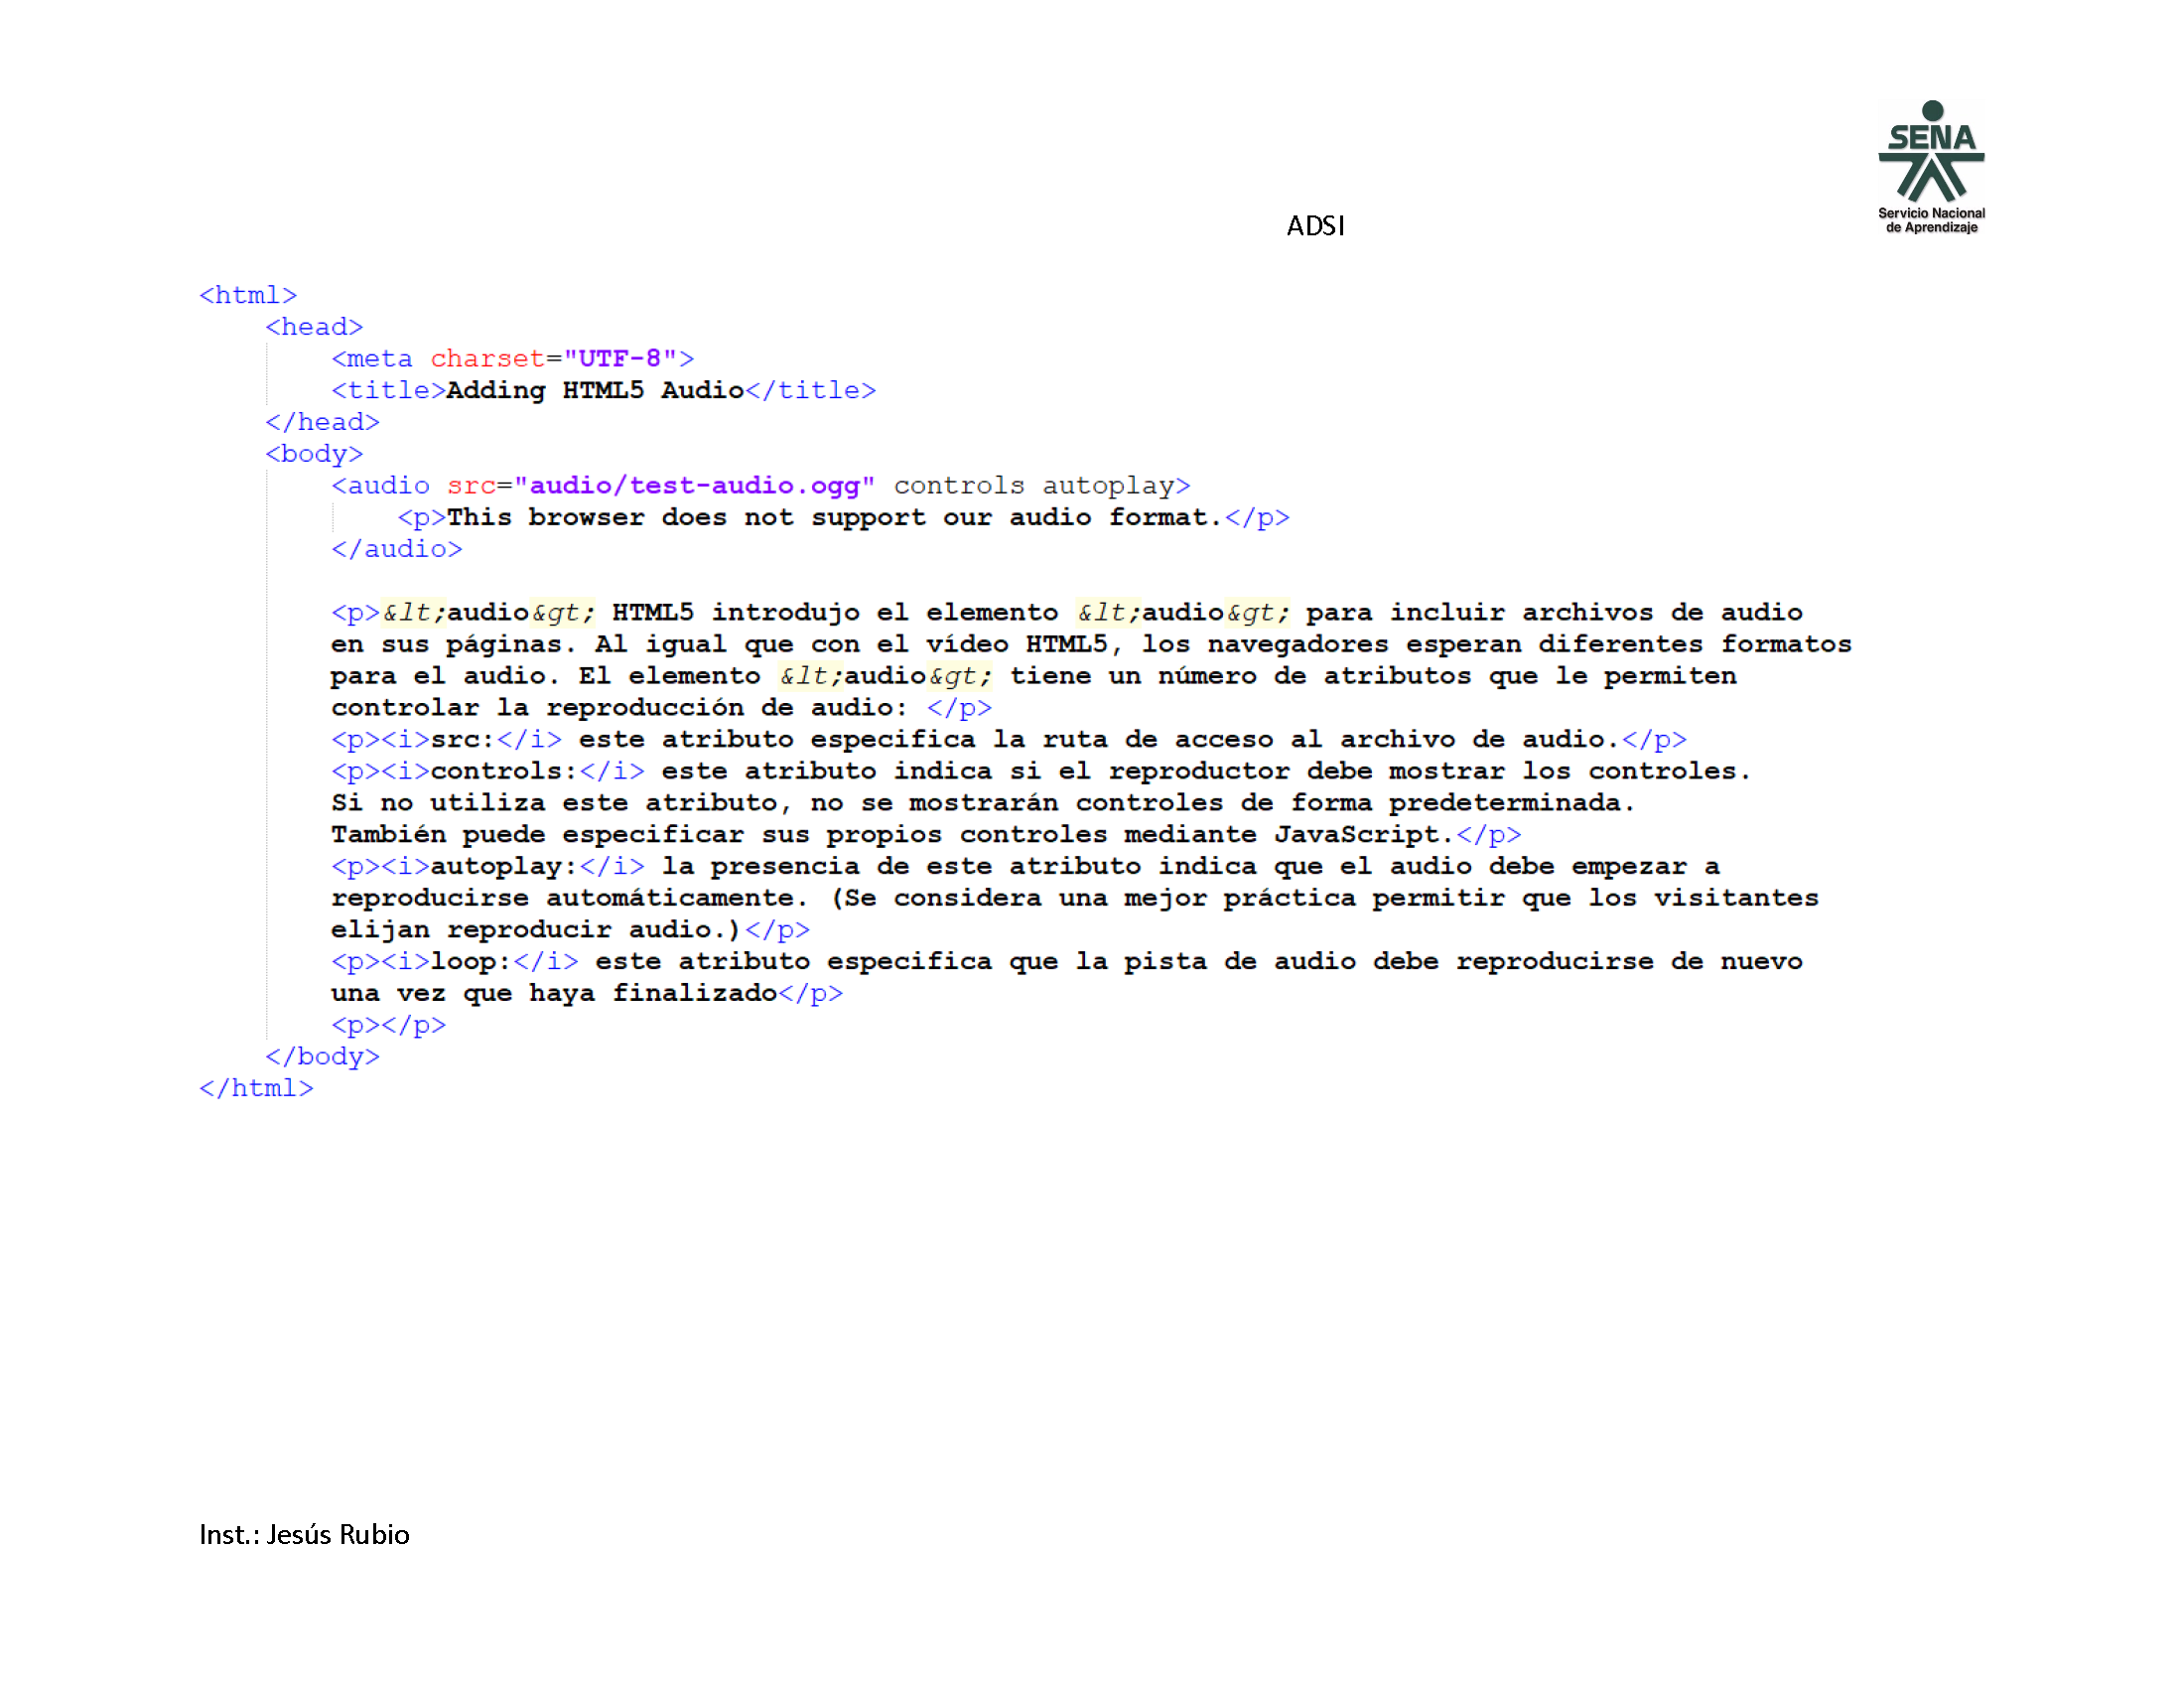 SENA
Servicio Nacional
de Aprendizaje
ADSI
<html>
    <head>
        <meta charset="UTF-8">
        <title>Adding HTML5 Audio</title>
    </head>
    <body>
        <audio src="audio/test-audio.ogg" controls autoplay>
            <p>This browser does not support our audio format.</p>
        </audio>

        <p>&lt;audio&gt; HTML5 introdujo el elemento &lt;audio&gt; para incluir archivos de audio
        en sus páginas. Al igual que con el vídeo HTML5, los navegadores esperan diferentes formatos
        para el audio. El elemento &lt;audio&gt; tiene un número de atributos que le permiten
        controlar la reproducción de audio: </p>
        <p><i>src:</i> este atributo especifica la ruta de acceso al archivo de audio.</p>
        <p><i>controls:</i> este atributo indica si el reproductor debe mostrar los controles.
        Si no utiliza este atributo, no se mostrarán controles de forma predeterminada.
        También puede especificar sus propios controles mediante JavaScript.</p>
        <p><i>autoplay:</i> la presencia de este atributo indica que el audio debe empezar a
        reproducirse automáticamente. (Se considera una mejor práctica permitir que los visitantes
        elijan reproducir audio.)</p>
        <p><i>loop:</i> este atributo especifica que la pista de audio debe reproducirse de nuevo
        una vez que haya finalizado</p>
        <p></p>
    </body>
</html>
Inst.: Jesús Rubio